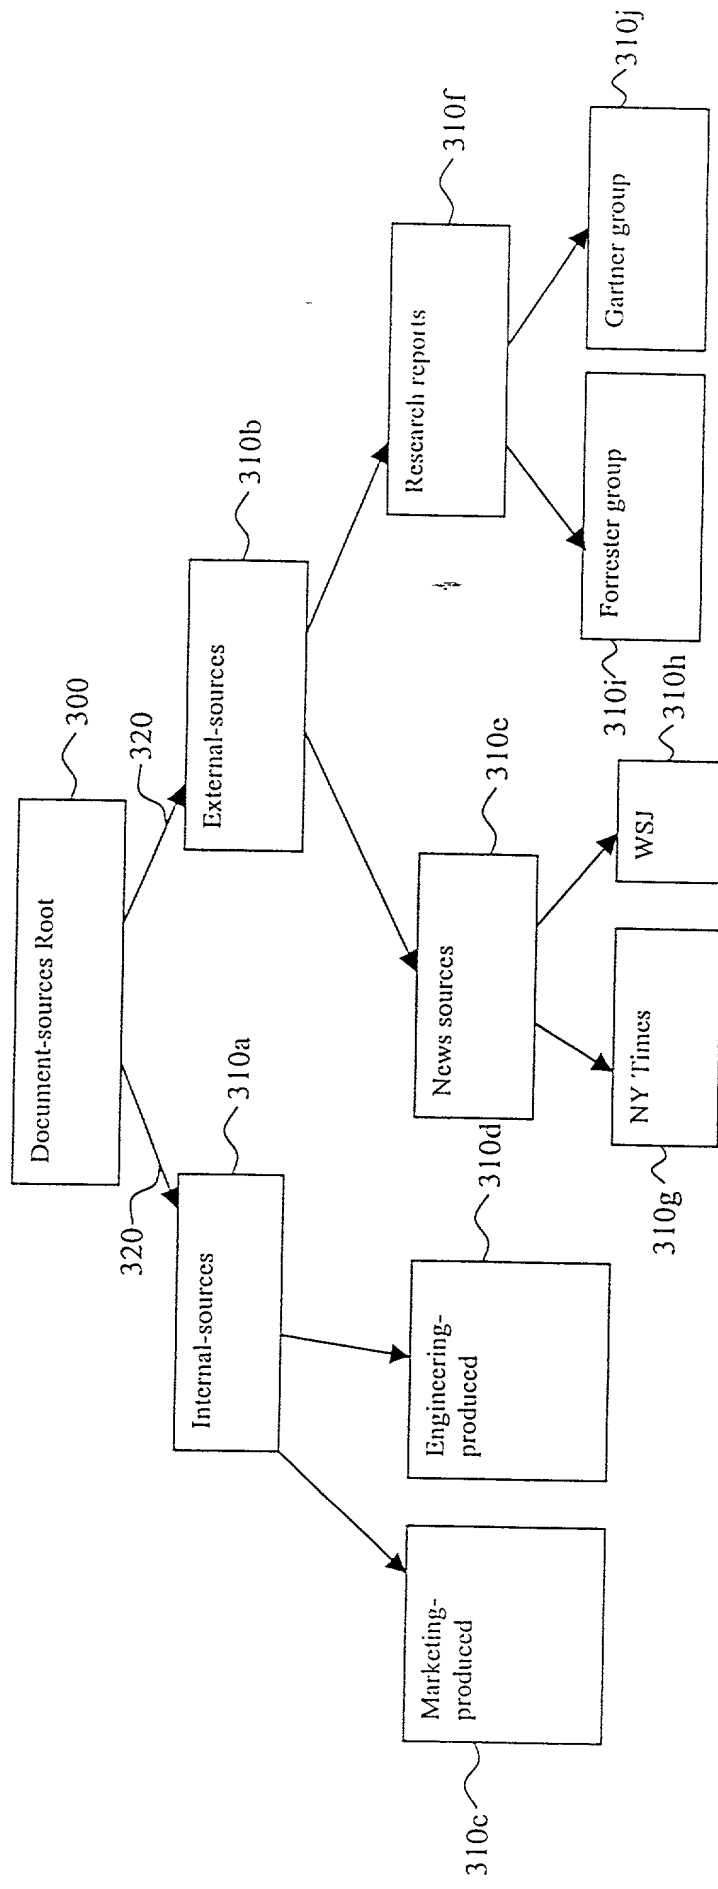 Document-sources Root
300
320
320
Internal-sources
310a
External-sources
310b
Marketing-
produced
310c
Engineering-
produced
310d
News sources
310e
Research reports
310f
NY Times
310g
WSJ
310h
Forrester group
310i
Gartner group
310j